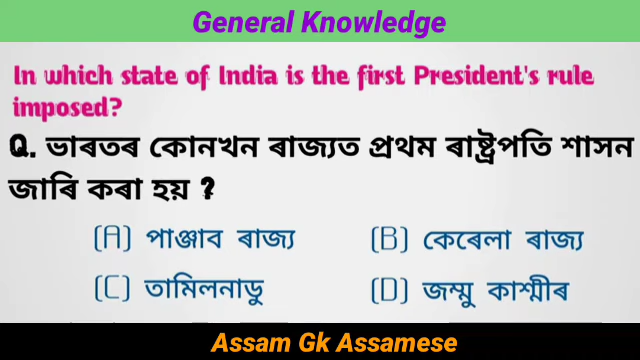 General Knowledge
In which state of India is the first President's rule
imposed?
Q. ভাৰতৰ কোনখন ৰাজ্যত প্ৰথম ৰাষ্ট্ৰপতি শাসন
জাৰি কৰা হয় ?
(A) পাঞ্জাব ৰাজ্য (B) কেৰেলা ৰাজ্য
(C) তামিলনাডু (D) জম্মু কাশ্মীৰ
Assam Gk Assamese